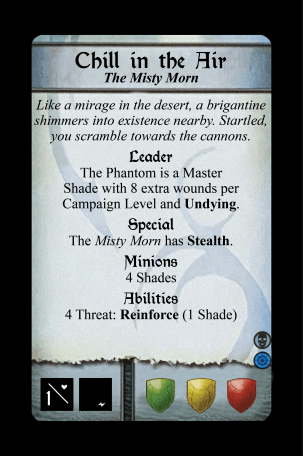 Chill in the Air
The Misty Morn
Like a mirage in the desert, a brigantine
shimmers into existence nearby. Startled,
you scramble towards the cannons.
Leader
The Phantom is a Master
Shade with 8 extra wounds per
Campaign Level and Undying.
Special
The Misty Morn has Stealth.
Minions
4 Shades
Abilities
4 Threat: Reinforce (1 Shade)
1